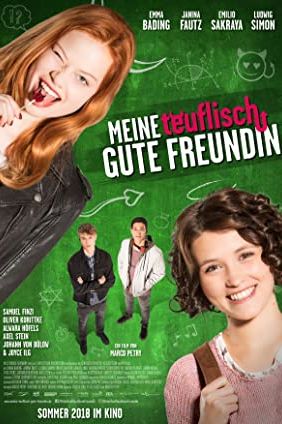 EMMA BADING
JANINA FAUTZ
EMILIO SAKRAYA
LUDWIG SIMON
MEINE teuflisch
GUTE FREUNDIN
SAMUEL FINZI
OLIVER KORITTKE
ALWARA HÖFELS
AXEL STEIN
JOHANN VON BÜLOW
& JOYCE ILG
EIN FILM VON
MARCO PETRY
SOMMER 2018 IM KINO